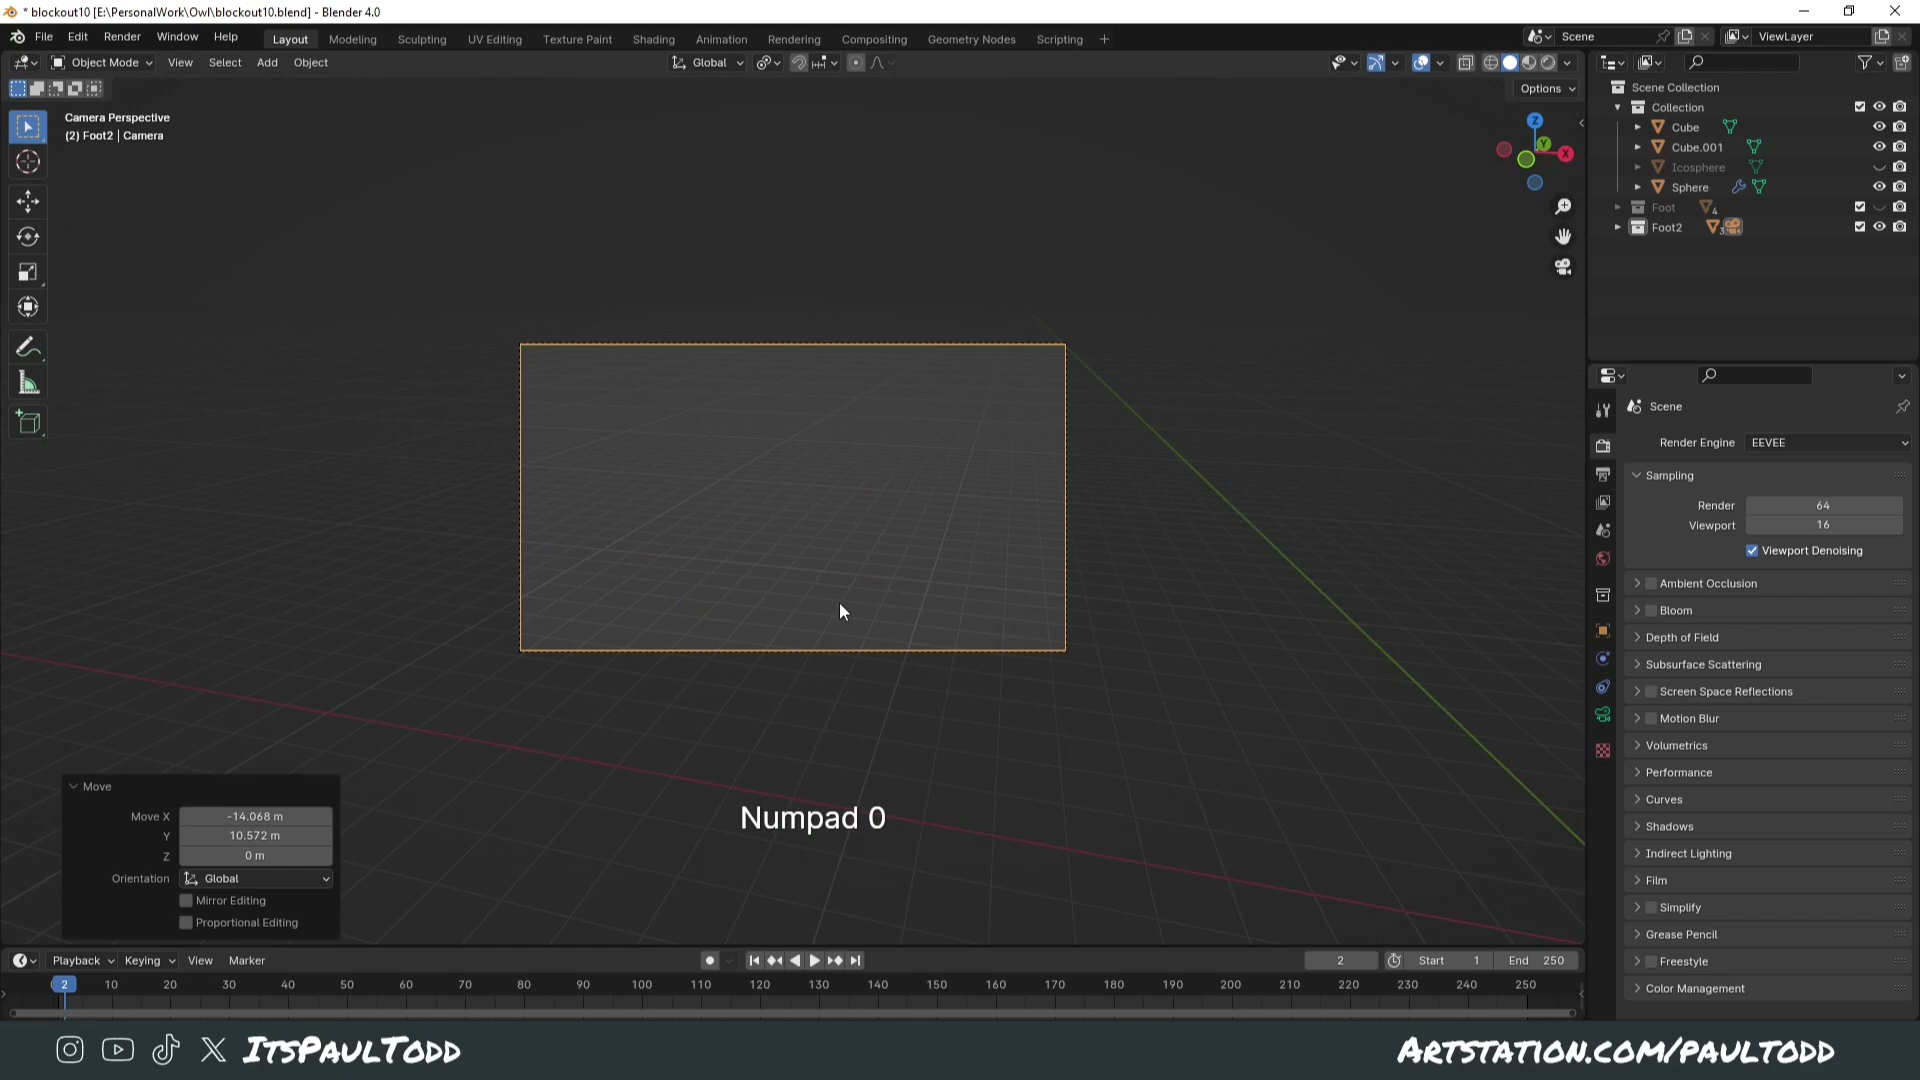 * blockout10 [E:\PersonalWork\Owl\blockout10.blend] - Blender 4.0
File Edit Render Window Help
Layout Modeling Sculpting UV Editing Texture Paint Shading Animation Rendering Compositing Geometry Nodes Scripting +
Scene
ViewLayer
Object Mode View Select Add Object
Global
Options
Camera Perspective
(2) Foot2 | Camera
Z
Y
X
Scene Collection
Collection
Cube
Cube.001
Icosphere
Sphere
Foot 4
Foot2 3
Scene
Render Engine EEVEE
Sampling
Render 64
Viewport 16
Viewport Denoising
Ambient Occlusion
Bloom
Depth of Field
Subsurface Scattering
Screen Space Reflections
Motion Blur
Volumetrics
Performance
Curves
Shadows
Indirect Lighting
Film
Simplify
Grease Pencil
Freestyle
Color Management
Move
Move X -14.068 m
Y 10.572 m
Z 0 m
Orientation Global
Mirror Editing
Proportional Editing
Numpad 0
Playback Keying View Marker
2 Start 1 End 250
2 10 20 30 40 50 60 70 80 90 100 110 120 130 140 150 160 170 180 190 200 210 220 230 240 250
ItsPaulTodd
Artstation.com/paultodd